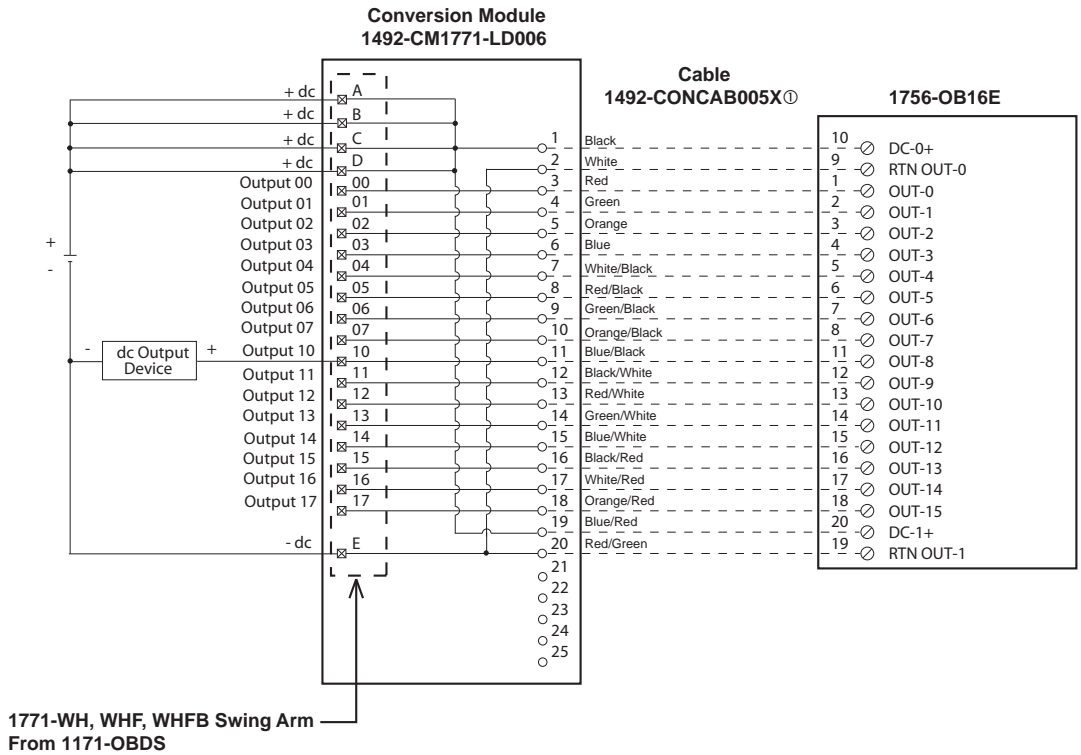 Conversion Module
1492-CM1771-LD006
Cable
1492-CONCAB005X①
1756-OB16E
+ dc A
+ dc B
+ dc C 1 Black 10 DC-0+
+ dc D 2 White 9 RTN OUT-0
Output 00 00 3 Red 1 OUT-0
Output 01 01 4 Green 2 OUT-1
Output 02 02 5 Orange 3 OUT-2
Output 03 03 6 Blue 4 OUT-3
Output 04 04 7 White/Black 5 OUT-4
Output 05 05 8 Red/Black 6 OUT-5
Output 06 06 9 Green/Black 7 OUT-6
Output 07 07 10 Orange/Black 8 OUT-7
Output 10 10 11 Blue/Black 11 OUT-8
Output 11 11 12 Black/White 12 OUT-9
Output 12 12 13 Red/White 13 OUT-10
Output 13 13 14 Green/White 14 OUT-11
Output 14 14 15 Blue/White 15 OUT-12
Output 15 15 16 Black/Red 16 OUT-13
Output 16 16 17 White/Red 17 OUT-14
Output 17 17 18 Orange/Red 18 OUT-15
19 Blue/Red 20 DC-1+
- dc E 20 Red/Green 19 RTN OUT-1
21
22
23
24
25
+
-
- dc Output +
Device
1771-WH, WHF, WHFB Swing Arm
From 1171-OBDS